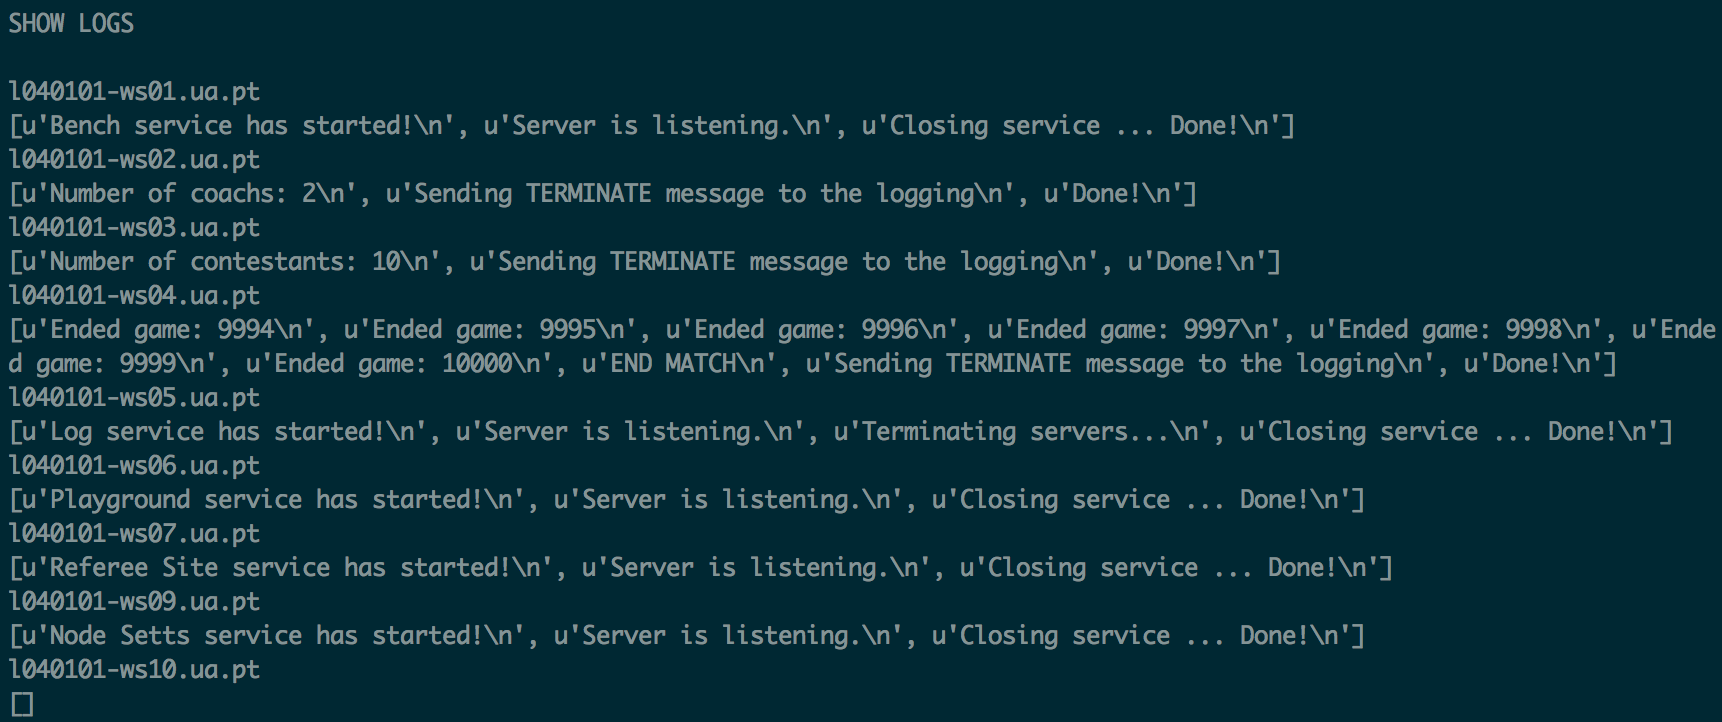 SHOW LOGS
l040101-ws01.ua.pt
[u'Bench service has started!\n', u'Server is listening.\n', u'Closing service ... Done!\n']
l040101-ws02.ua.pt
[u'Number of coachs: 2\n', u'Sending TERMINATE message to the logging\n', u'Done!\n']
l040101-ws03.ua.pt
[u'Number of contestants: 10\n', u'Sending TERMINATE message to the logging\n', u'Done!\n']
l040101-ws04.ua.pt
[u'Ended game: 9994\n', u'Ended game: 9995\n', u'Ended game: 9996\n', u'Ended game: 9997\n', u'Ended game: 9998\n', u'Ende
d game: 9999\n', u'Ended game: 10000\n', u'END MATCH\n', u'Sending TERMINATE message to the logging\n', u'Done!\n']
l040101-ws05.ua.pt
[u'Log service has started!\n', u'Server is listening.\n', u'Terminating servers...\n', u'Closing service ... Done!\n']
l040101-ws06.ua.pt
[u'Playground service has started!\n', u'Server is listening.\n', u'Closing service ... Done!\n']
l040101-ws07.ua.pt
[u'Referee Site service has started!\n', u'Server is listening.\n', u'Closing service ... Done!\n']
l040101-ws09.ua.pt
[u'Node Setts service has started!\n', u'Server is listening.\n', u'Closing service ... Done!\n']
l040101-ws10.ua.pt
[]